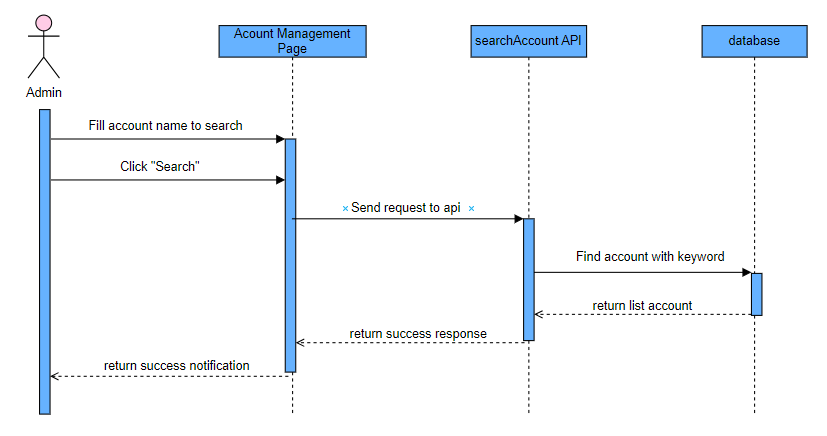 Acount Management
Page
searchAccount API
database
Admin
Fill account name to search
Click "Search"
Send request to api
Find account with keyword
return list account
return success response
return success notification